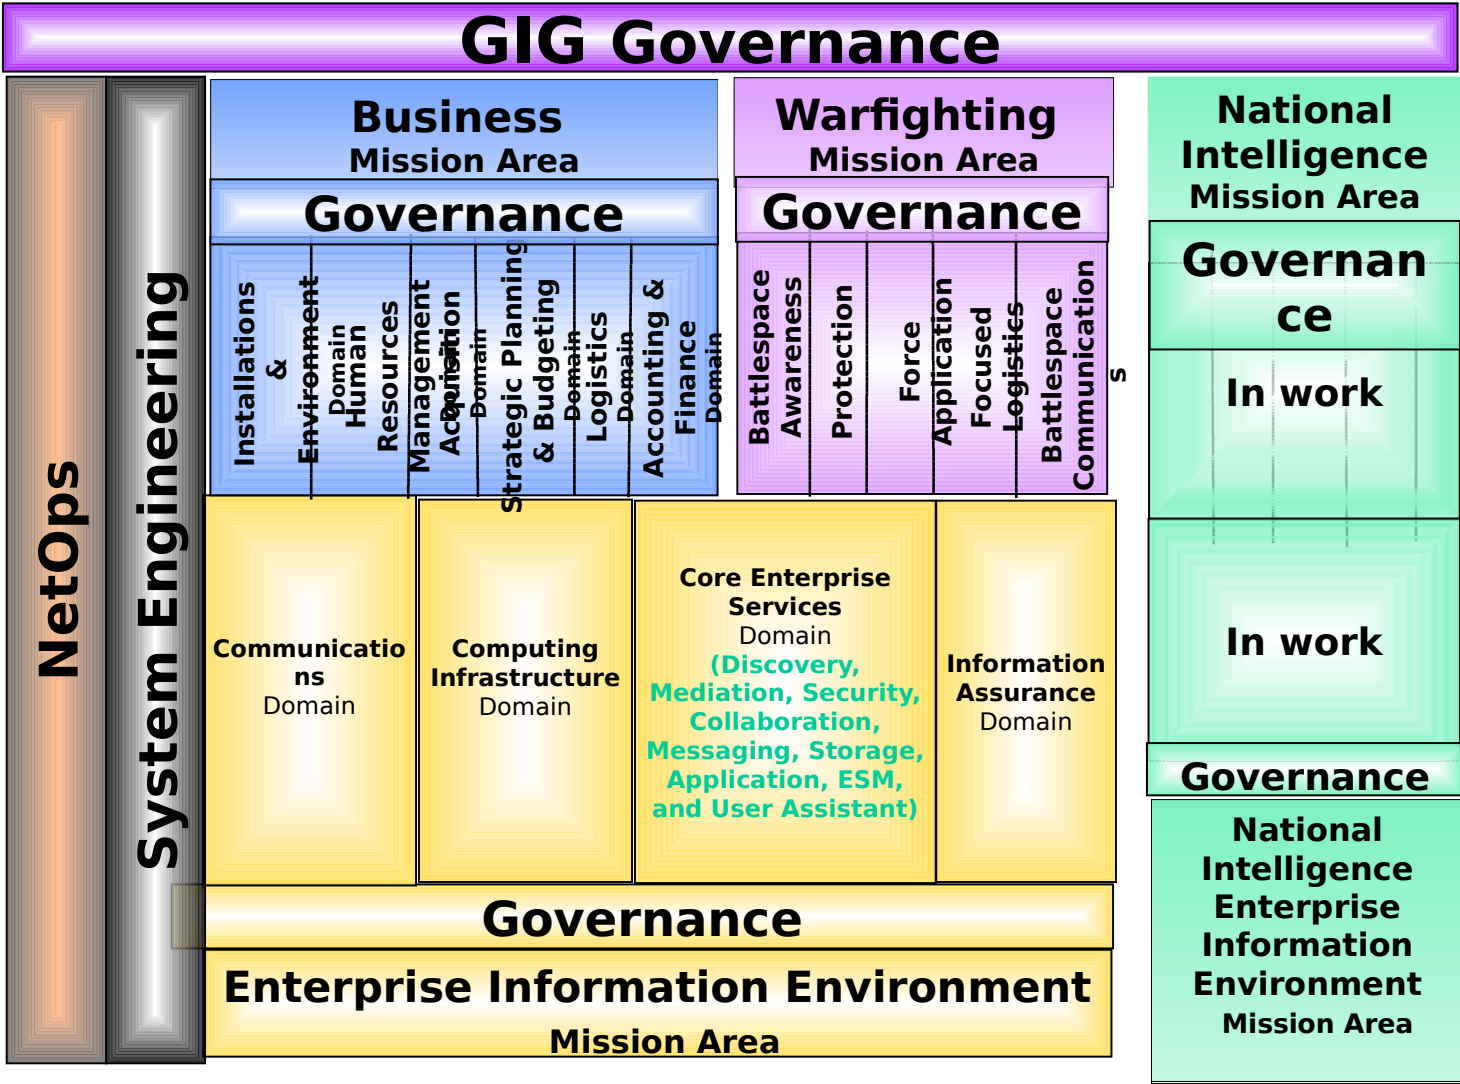 GIG Governance
NetOps
System Engineering
Business
Mission Area
Governance
Installations
&
Environment
Domain
Human
Resources
Management
Domain
Acquisition
Domain
Strategic Planning
& Budgeting
Domain
Logistics
Domain
Accounting &
Finance
Domain
Warfighting
Mission Area
Governance
Battlespace
Awareness
Protection
Force
Application
Focused
Logistics
Battlespace
Communication
s
National
Intelligence
Mission Area
Governan
ce
In work
In work
Governance
National
Intelligence
Enterprise
Information
Environment
Mission Area
Communicatio
ns
Domain
Computing
Infrastructure
Domain
Core Enterprise
Services
Domain
(Discovery,
Mediation, Security,
Collaboration,
Messaging, Storage,
Application, ESM,
and User Assistant)
Information
Assurance
Domain
Governance
Enterprise Information Environment
Mission Area